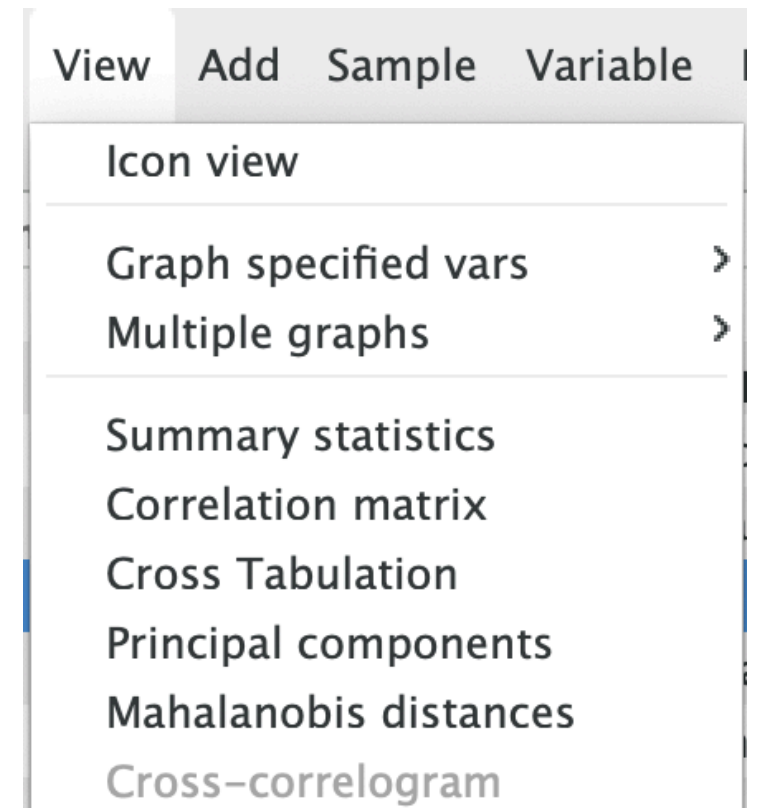 View Add Sample Variable
Icon view
Graph specified vars
Multiple graphs
Summary statistics
Correlation matrix
Cross Tabulation
Principal components
Mahalanobis distances
Cross-correlogram